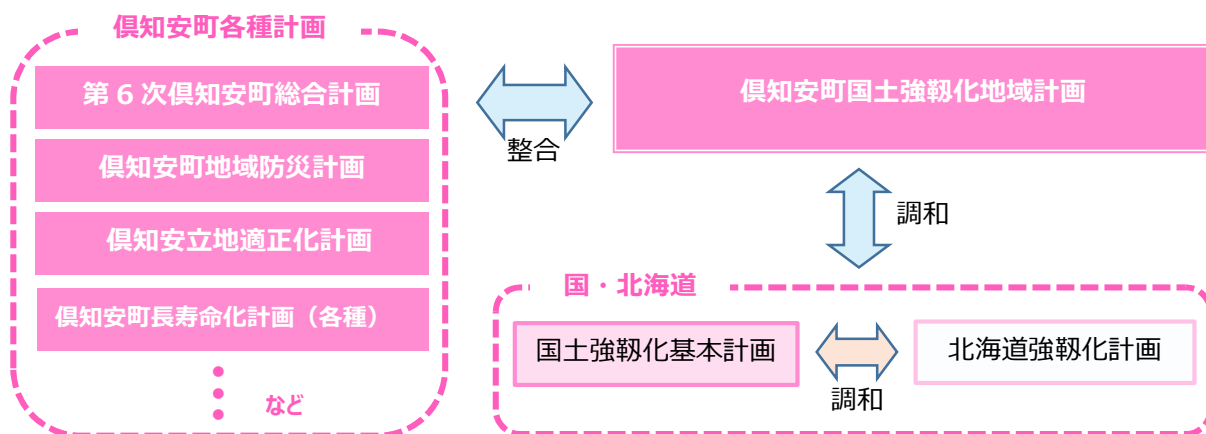 倶知安町各種計画
第6次倶知安町総合計画
倶知安町地域防災計画
倶知安立地適正化計画
倶知安町長寿命化計画（各種）
など
整合
倶知安町国土強靱化地域計画
調和
国・北海道
国土強靱化基本計画
調和
北海道強靱化計画